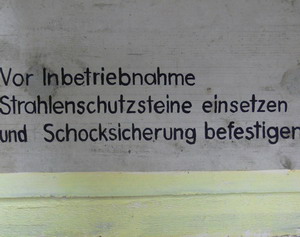 Vor Inbetriebnahme
Strahlenschutzsteine einsetzen
und Schocksicherung befestigen